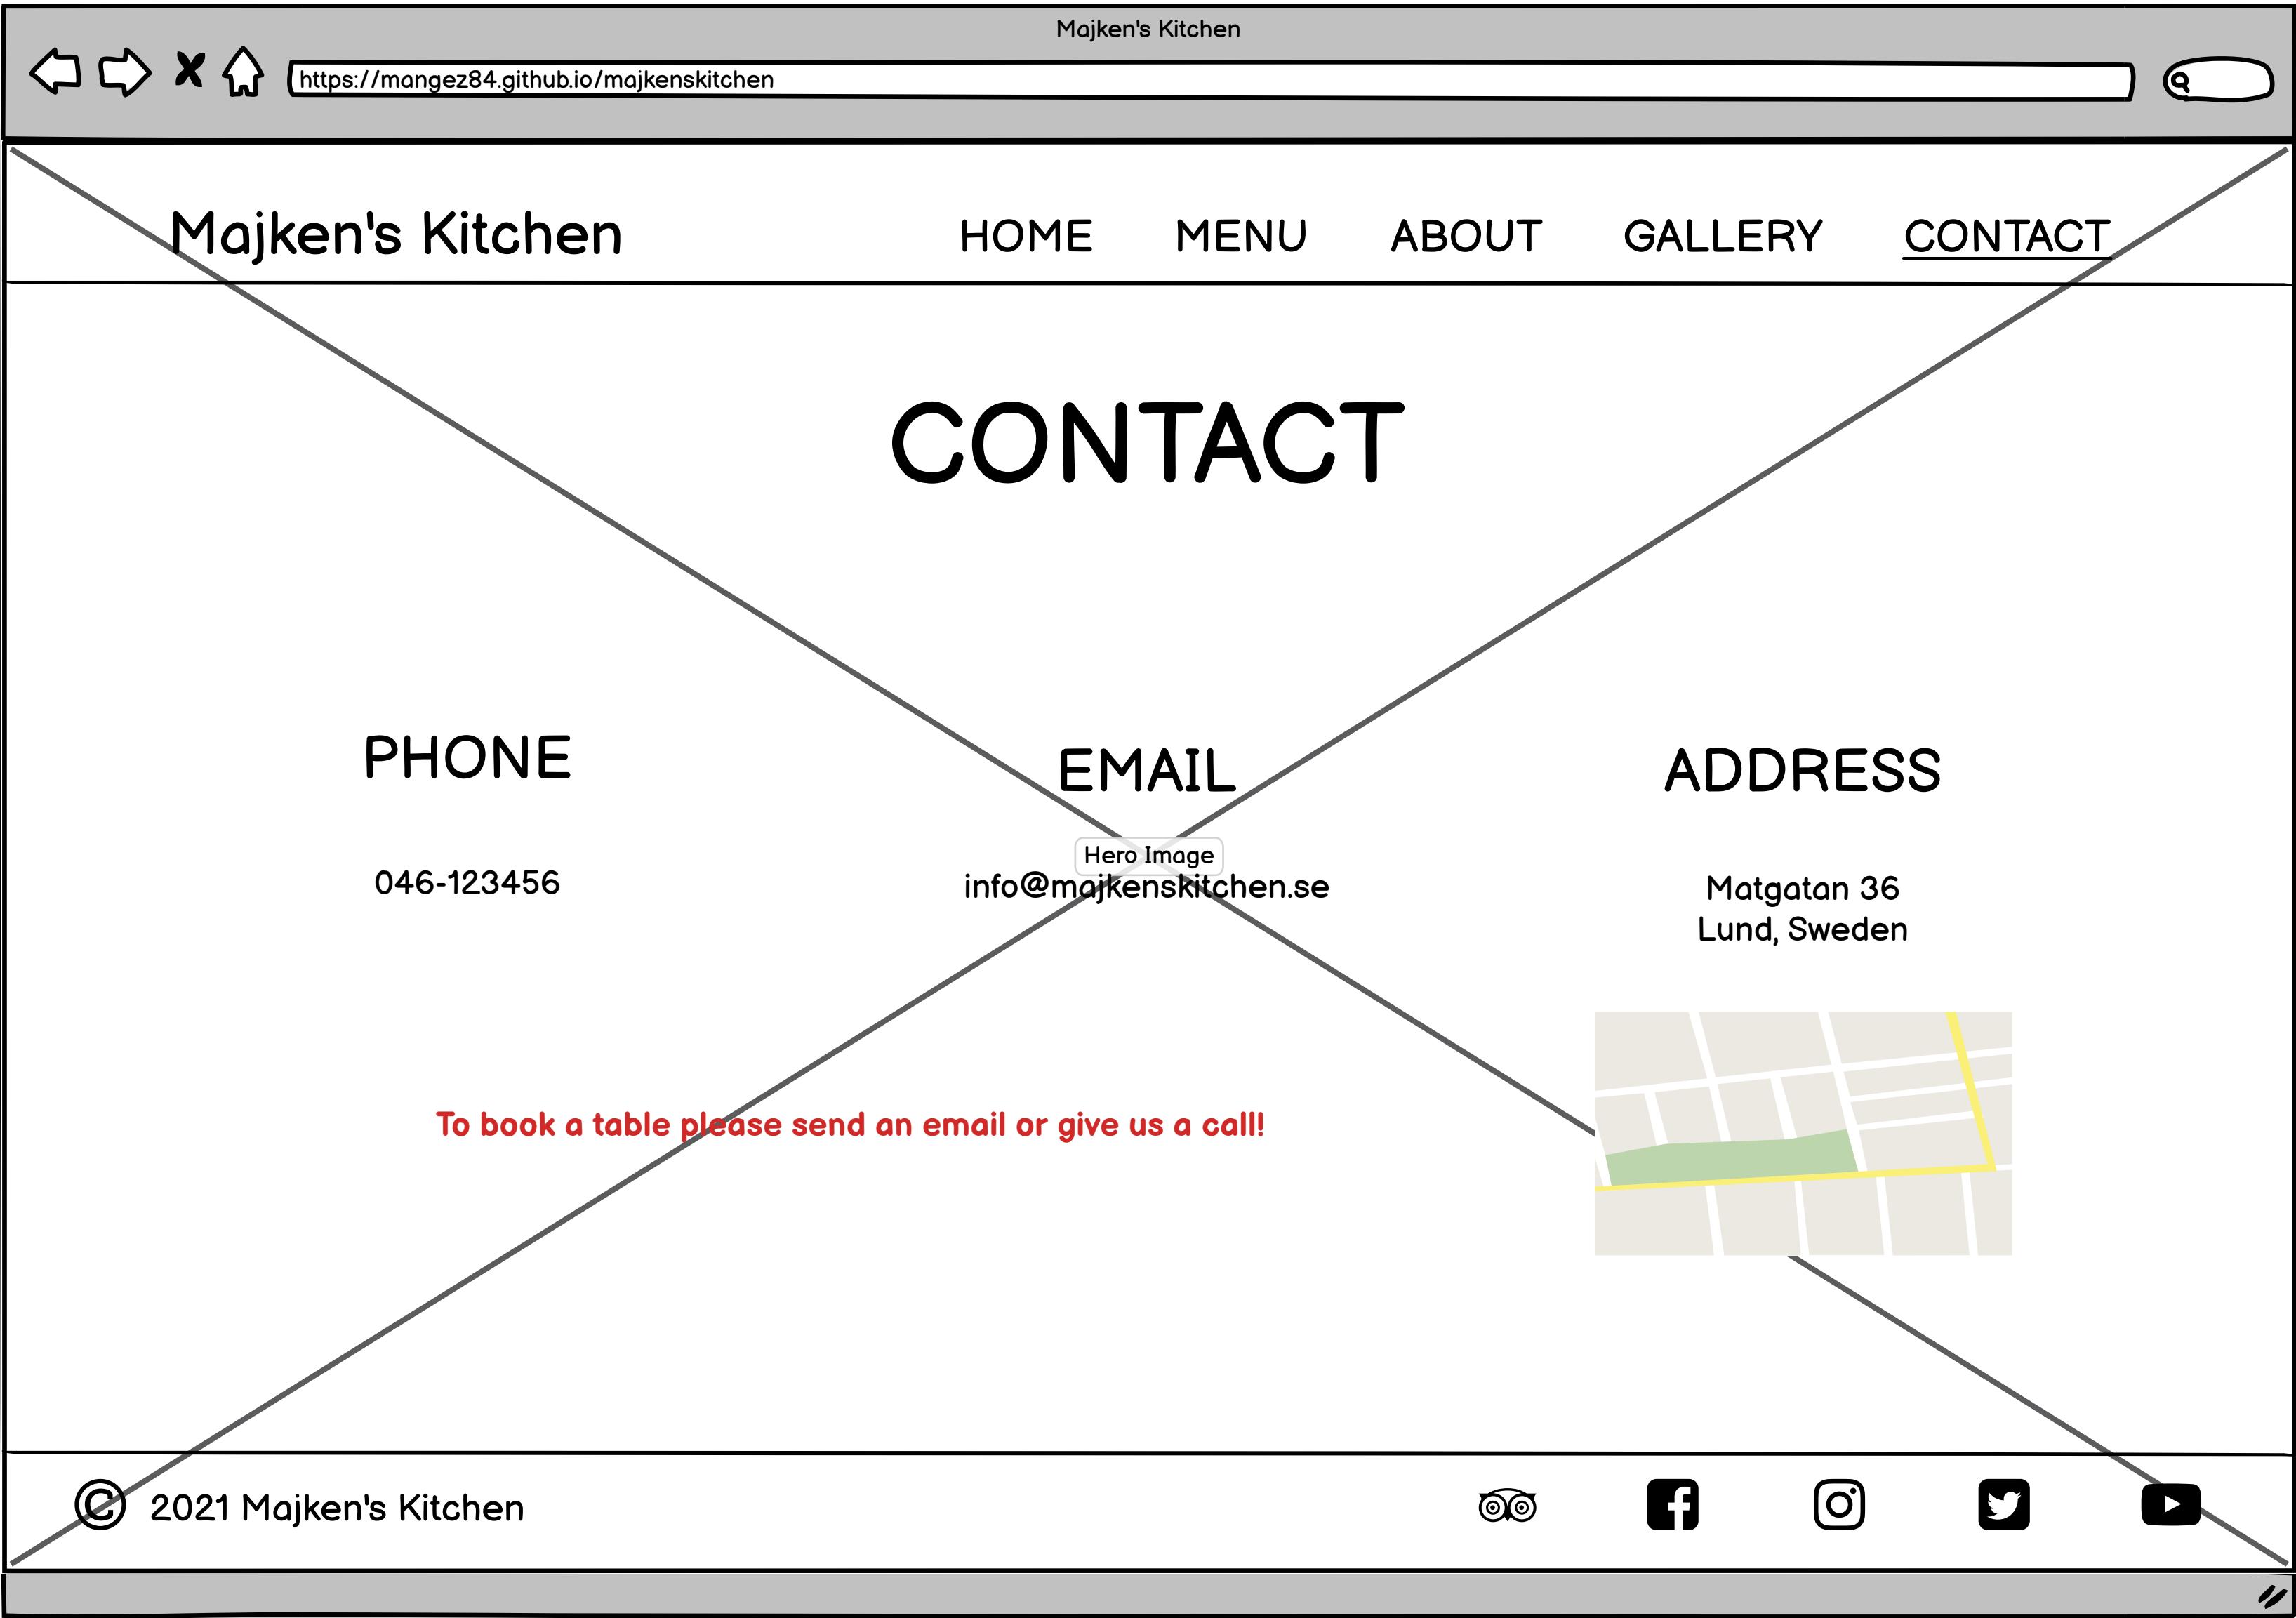 Majken's Kitchen
https://mangez84.github.io/majkenskitchen
Majken's Kitchen
HOME MENU ABOUT GALLERY CONTACT
CONTACT
PHONE
046-123456
EMAIL
Hero Image
info@majkenskitchen.se
ADDRESS
Matgatan 36
Lund, Sweden
To book a table please send an email or give us a call!
© 2021 Majken's Kitchen